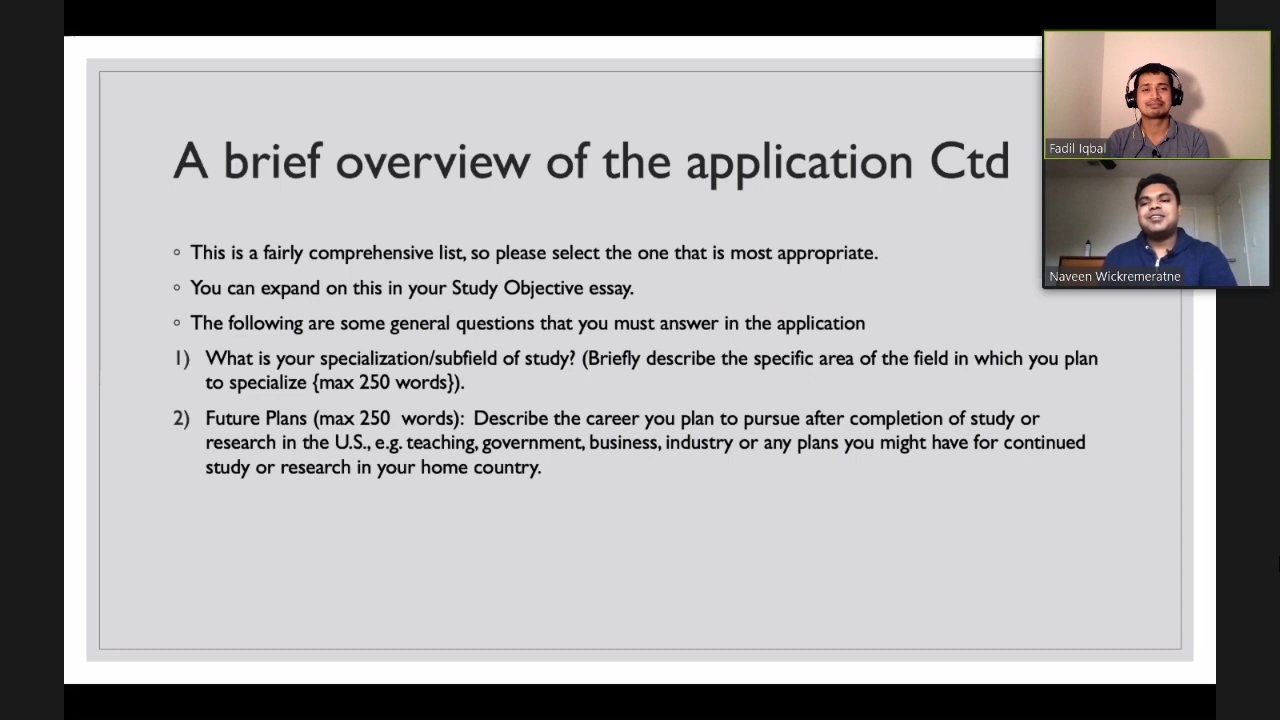 A brief overview of the application Ctd
◦ This is a fairly comprehensive list, so please select the one that is most appropriate.
◦ You can expand on this in your Study Objective essay.
◦ The following are some general questions that you must answer in the application
1) What is your specialization/subfield of study? (Briefly describe the specific area of the field in which you plan
to specialize {max 250 words}).
2) Future Plans (max 250  words):  Describe the career you plan to pursue after completion of study or
research in the U.S., e.g. teaching, government, business, industry or any plans you might have for continued
study or research in your home country.
Fadil Iqbal
Naveen Wickremeratne